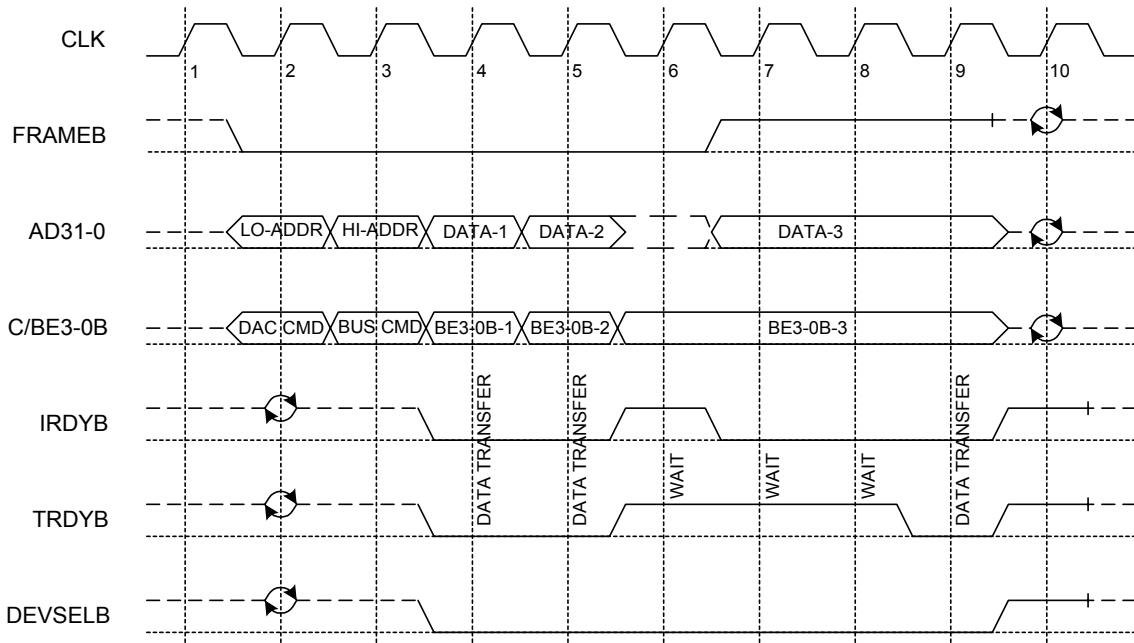 CLK
1 2 3 4 5 6 7 8 9 10
FRAMEB
AD31-0
LO-ADDR HI-ADDR DATA-1 DATA-2 DATA-3
C/BE3-0B
DAC CMD BUS CMD BE3-0B-1 BE3-0B-2 BE3-0B-3
IRDYB
DATA TRANSFER
DATA TRANSFER
WAIT
WAIT
WAIT
DATA TRANSFER
TRDYB
DEVSELB